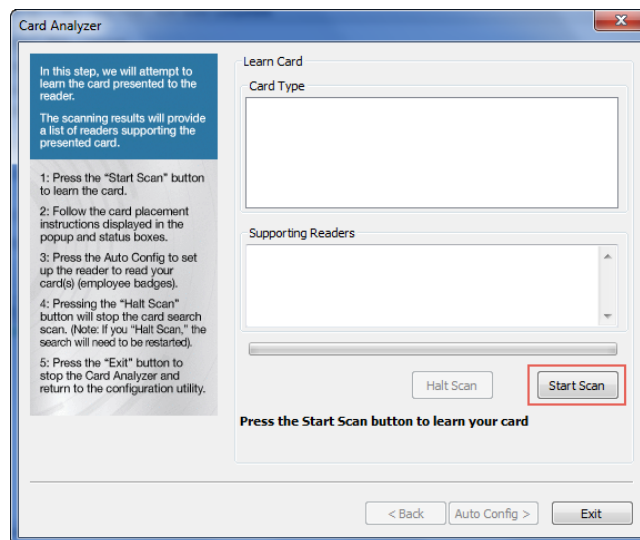 Card Analyzer
In this step, we will attempt to
learn the card presented to the
reader.
The scanning results will provide
a list of readers supporting the
presented card.
1: Press the “Start Scan” button
to learn the card.
2: Follow the card placement
instructions displayed in the
popup and status boxes.
3: Press the Auto Config to set
up the reader to read your
card(s) (employee badges).
4: Pressing the “Halt Scan”
button will stop the card search
scan. (Note: If you “Halt Scan,” the
search will need to be restarted).
5: Press the “Exit” button to
stop the Card Analyzer and
return to the configuration utility.
Learn Card
Card Type
Supporting Readers
Halt Scan
Start Scan
Press the Start Scan button to learn your card
< Back
Auto Config >
Exit